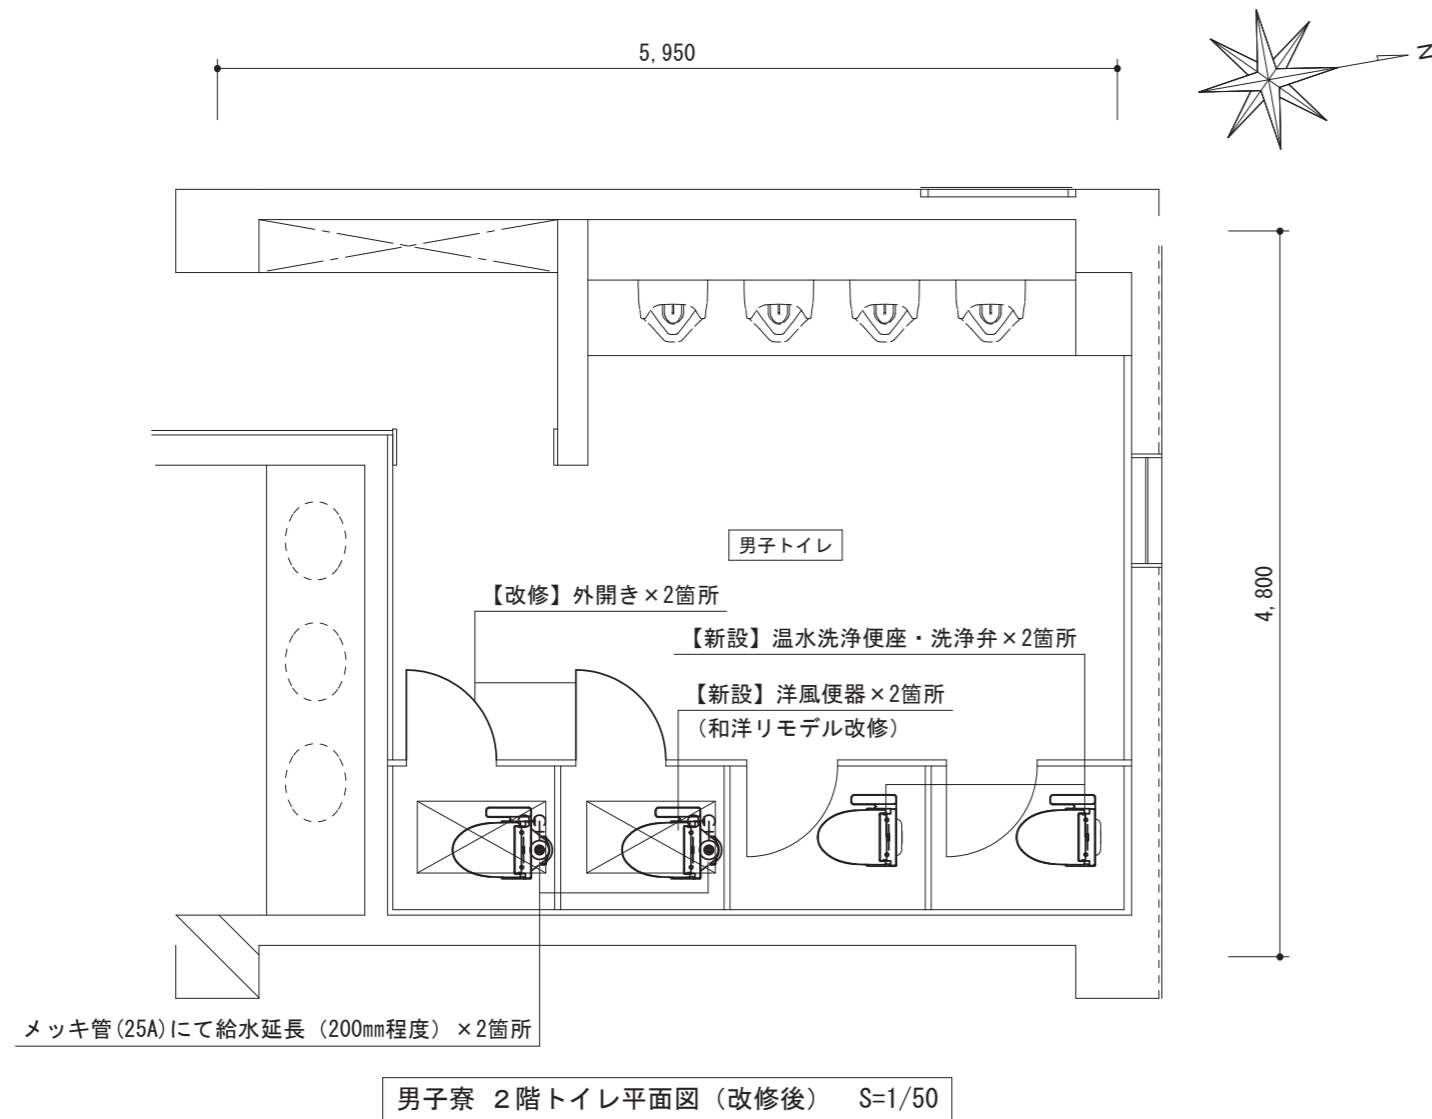 5,950
N
男子トイレ
4,800
【改修】外開き×2箇所
【新設】温水洗浄便座・洗浄弁×2箇所
【新設】洋風便器×2箇所
（和洋リモデル改修）
メッキ管(25A)にて給水延長（200㎜程度）×2箇所
男子寮 ２階トイレ平面図（改修後） S=1/50